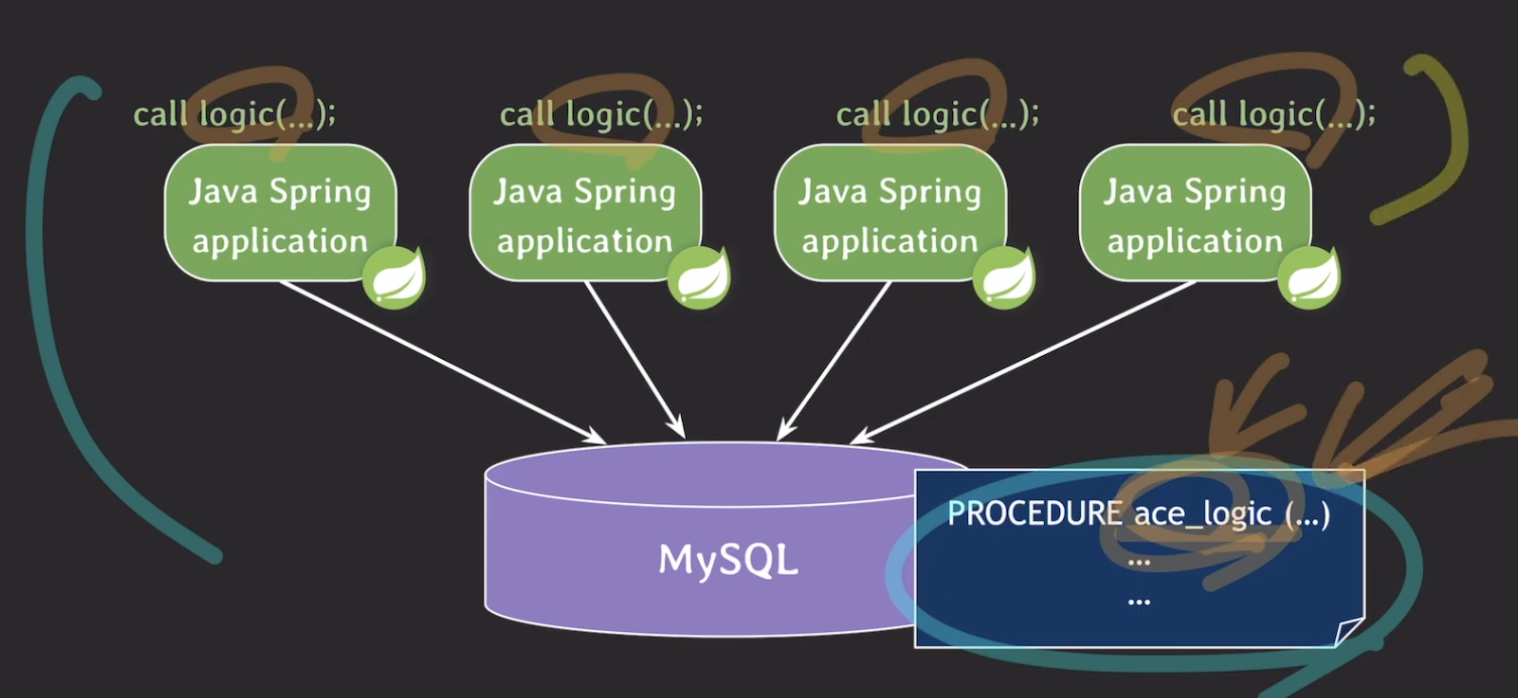 call logic(...);
call logic(...);
call logic(...);
call logic(...);
Java Spring
application
Java Spring
application
Java Spring
application
Java Spring
application
MySQL
PROCEDURE ace_logic (...)
...
...